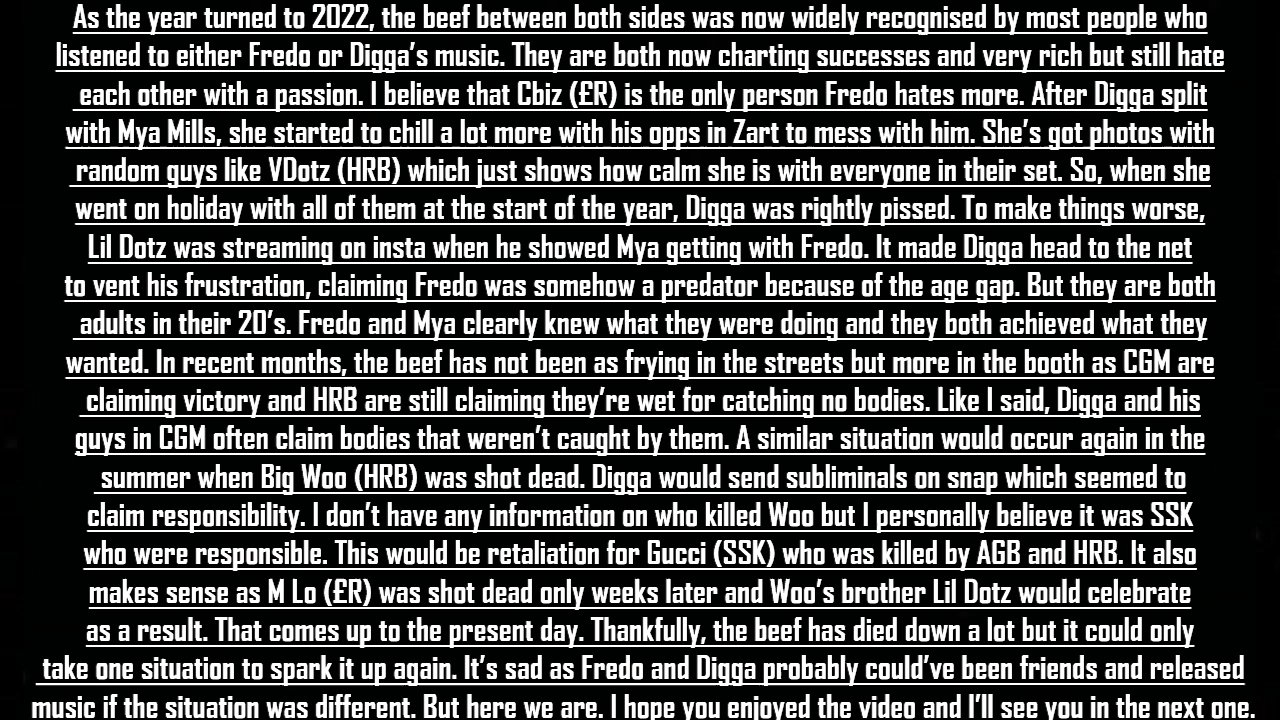 As the year turned to 2022, the beef between both sides was now widely recognised by most people who
listened to either Fredo or Digga's music. They are both now charting successes and very rich but still hate
each other with a passion. I believe that Cbiz (£R) is the only person Fredo hates more. After Digga split
with Mya Mills, she started to chill a lot more with his opps in Zart to mess with him. She's got photos with
random guys like VDotz (HRB) which just shows how calm she is with everyone in their set. So, when she
went on holiday with all of them at the start of the year, Digga was rightly pissed. To make things worse,
Lil Dotz was streaming on insta when he showed Mya getting with Fredo. It made Digga head to the net
to vent his frustration, claiming Fredo was somehow a predator because of the age gap. But they are both
adults in their 20's. Fredo and Mya clearly knew what they were doing and they both achieved what they
wanted. In recent months, the beef has not been as frying in the streets but more in the booth as CGM are
claiming victory and HRB are still claiming they're wet for catching no bodies. Like I said, Digga and his
guys in CGM often claim bodies that weren't caught by them. A similar situation would occur again in the
summer when Big Woo (HRB) was shot dead. Digga would send subliminals on snap which seemed to
claim responsibility. I don't have any information on who killed Woo but I personally believe it was SSK
who were responsible. This would be retaliation for Gucci (SSK) who was killed by AGB and HRB. It also
makes sense as M Lo (£R) was shot dead only weeks later and Woo's brother Lil Dotz would celebrate
as a result. That comes up to the present day. Thankfully, the beef has died down a lot but it could only
take one situation to spark it up again. It's sad as Fredo and Digga probably could've been friends and released
music if the situation was different. But here we are. I hope you enjoyed the video and I'll see you in the next one.